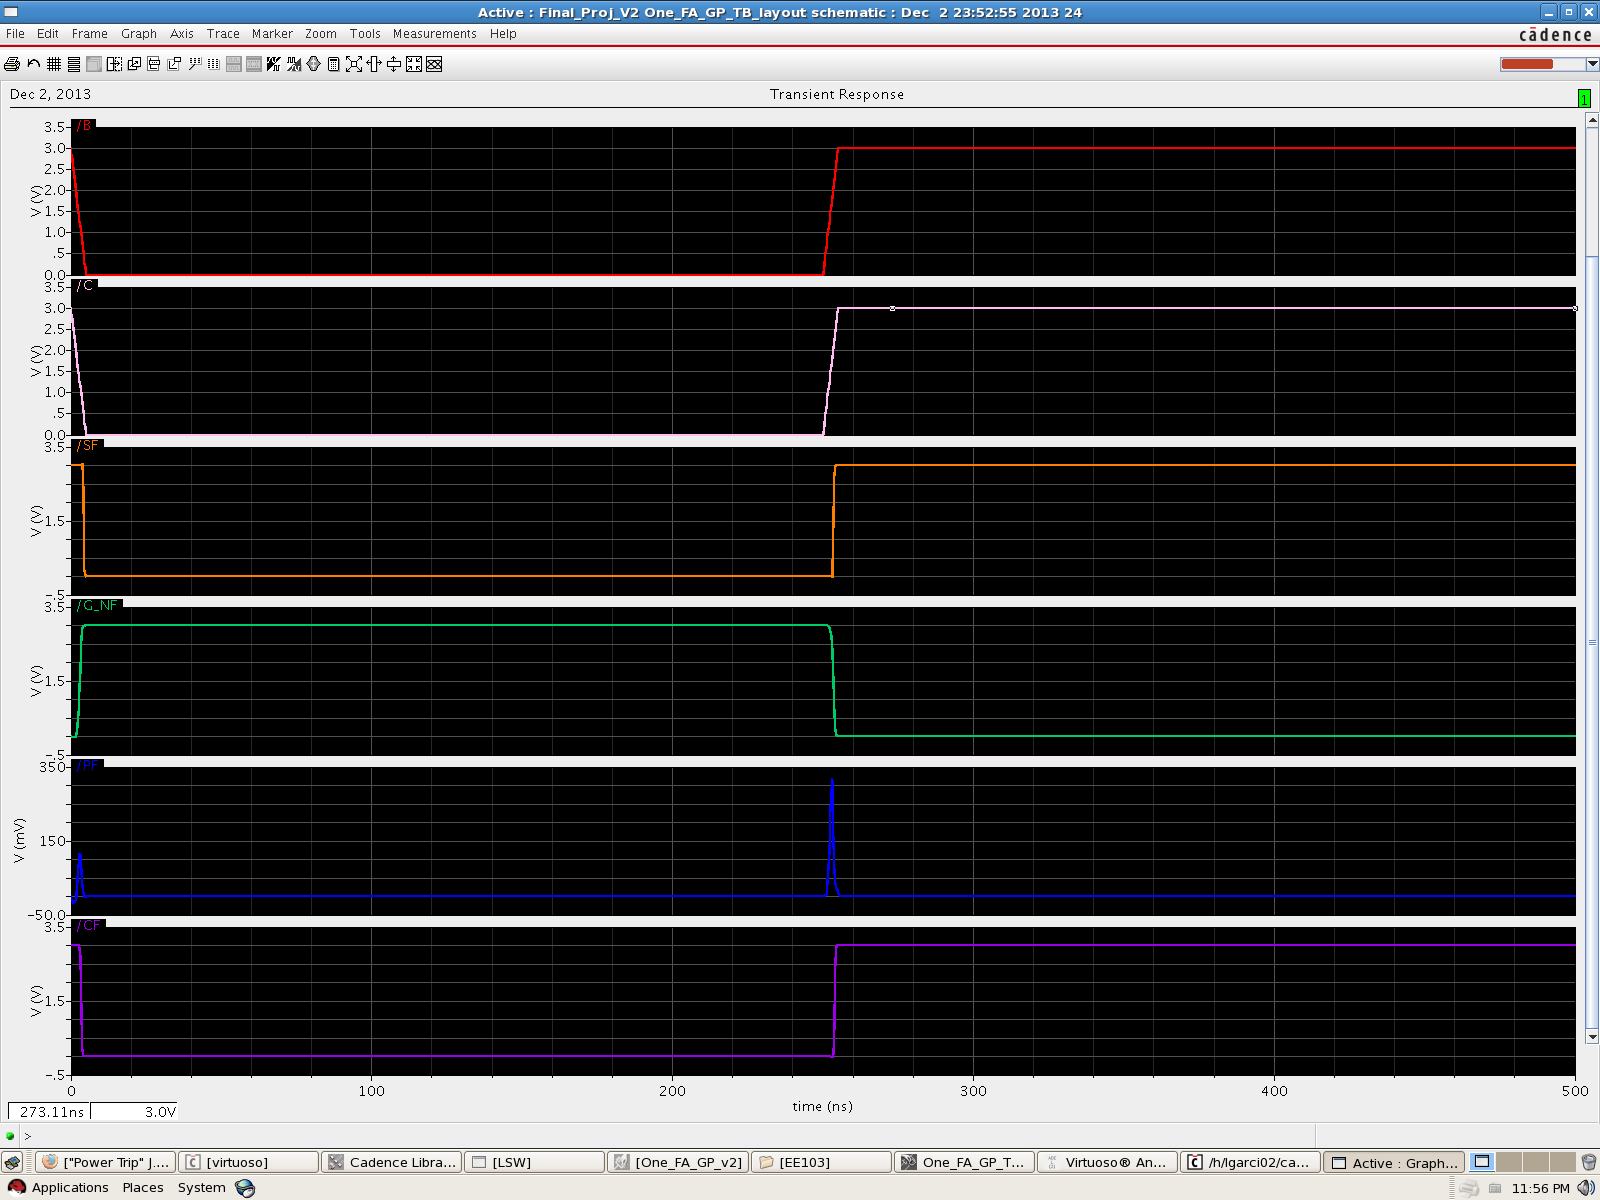 Active : Final_Proj_V2 One_FA_GP_TB_layout schematic : Dec  2 23:52:55 2013 24
File Edit Frame Graph Axis Trace Marker Zoom Tools Measurements Help
cādence
Dec 2, 2013
Transient Response
1
/B
3.5
3.0
2.5
2.0
1.5
1.0
.5
0.0
V (V)
/C
3.5
3.0
2.5
2.0
1.5
1.0
.5
0.0
V (V)
/SF
3.5
1.5
-.5
V (V)
/G_NF
3.5
1.5
-.5
V (V)
/PF
350
150
-50.0
V (mV)
/CF
3.5
1.5
-.5
V (V)
0 100 200 300 400 500
time (ns)
273.11ns 3.0V
>
["Power Trip" J.... [virtuoso] Cadence Libra... [LSW] [One_FA_GP_v2] [EE103] One_FA_GP_T... Virtuoso® An... /h/lgarci02/ca... Active : Graph...
Applications Places System 11:56 PM